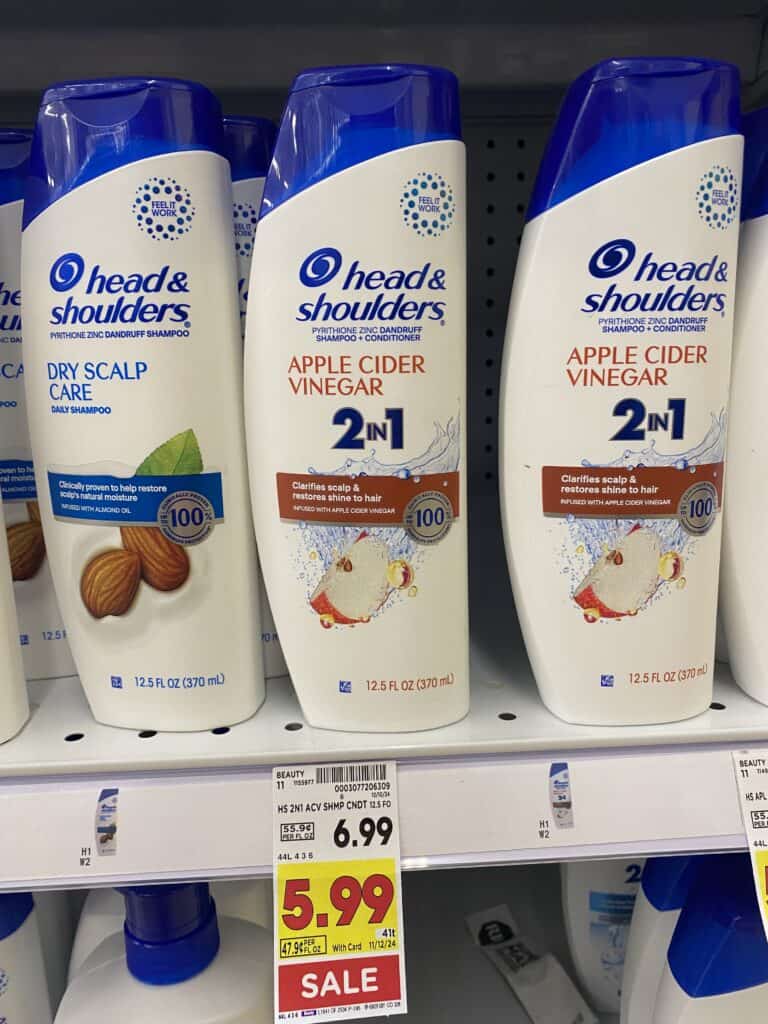 FEEL IT
WORK
head &
shoulders
PYRITHIONE ZINC DANDRUFF SHAMPOO
DRY SCALP
CARE
DAILY SHAMPOO
Clinically proven to help restore
scalp's natural moisture
INFUSED WITH ALMOND OIL
100
12.5 FL OZ (370 mL)
FEEL IT
WORK
head &
shoulders
PYRITHIONE ZINC DANDRUFF
SHAMPOO + CONDITIONER
APPLE CIDER
VINEGAR
2IN1
Clarifies scalp &
restores shine to hair
INFUSED WITH APPLE CIDER VINEGAR
100
12.5 FL OZ (370 mL)
FEEL IT
WORK
head &
shoulders
PYRITHIONE ZINC DANDRUFF
SHAMPOO + CONDITIONER
APPLE CIDER
VINEGAR
2IN1
Clarifies scalp &
restores shine to hair
INFUSED WITH APPLE CIDER VINEGAR
100
12.5 FL OZ (370 mL)
H1
W2
BEAUTY
11 1155977
0003077206309
HS 2N1 ACV SHMP CNDT 12.5 FO
55.9¢
PER FL OZ
6.99
44L 4 3 6
5.99
41t
47.9¢ PER FL OZ
With Card 11/12/24
SALE
H1
W2
BEAUTY
11
HS APL